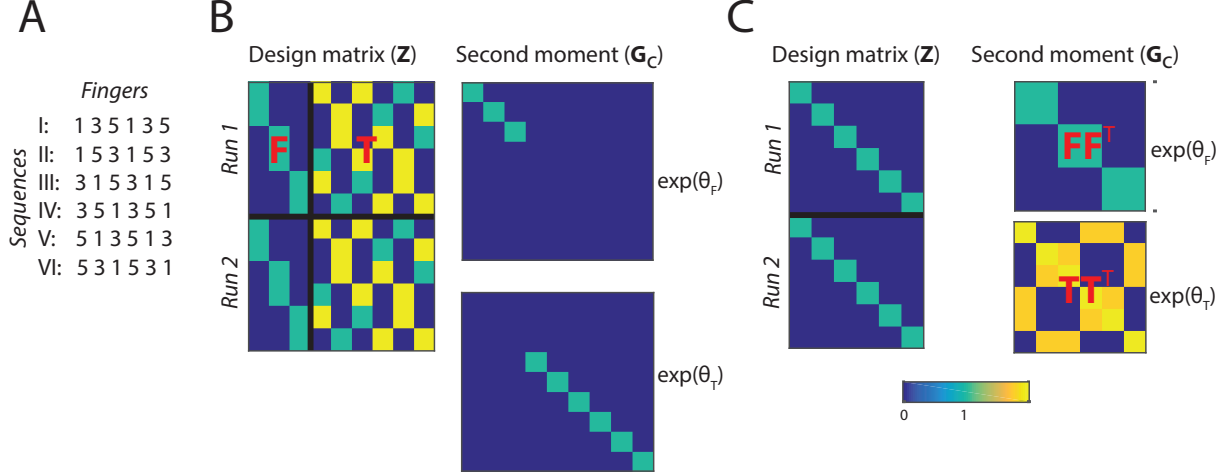 A
Fingers
Sequences
I: 1 3 5 1 3 5
II: 1 5 3 1 5 3
III: 3 1 5 3 1 5
IV: 3 5 1 3 5 1
V: 5 1 3 5 1 3
VI: 5 3 1 5 3 1
B
Design matrix (Z)
Second moment (G_C)
Run 1
F
T
Run 2
exp(θ_F)
exp(θ_T)
C
Design matrix (Z)
Second moment (G_C)
Run 1
Run 2
FF^T
exp(θ_F)
TT^T
exp(θ_T)
0 1